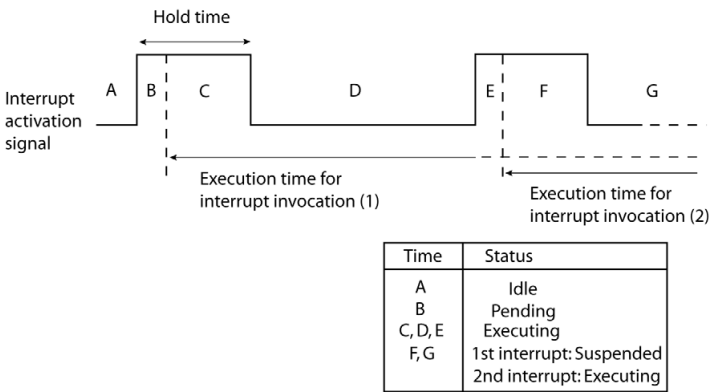 Hold time
A
B
C
D
E
F
G
Interrupt
activation
signal
Execution time for
interrupt invocation (1)
Execution time for
interrupt invocation (2)
Time Status
A Idle
B Pending
C, D, E Executing
F, G 1st interrupt: Suspended
2nd interrupt: Executing